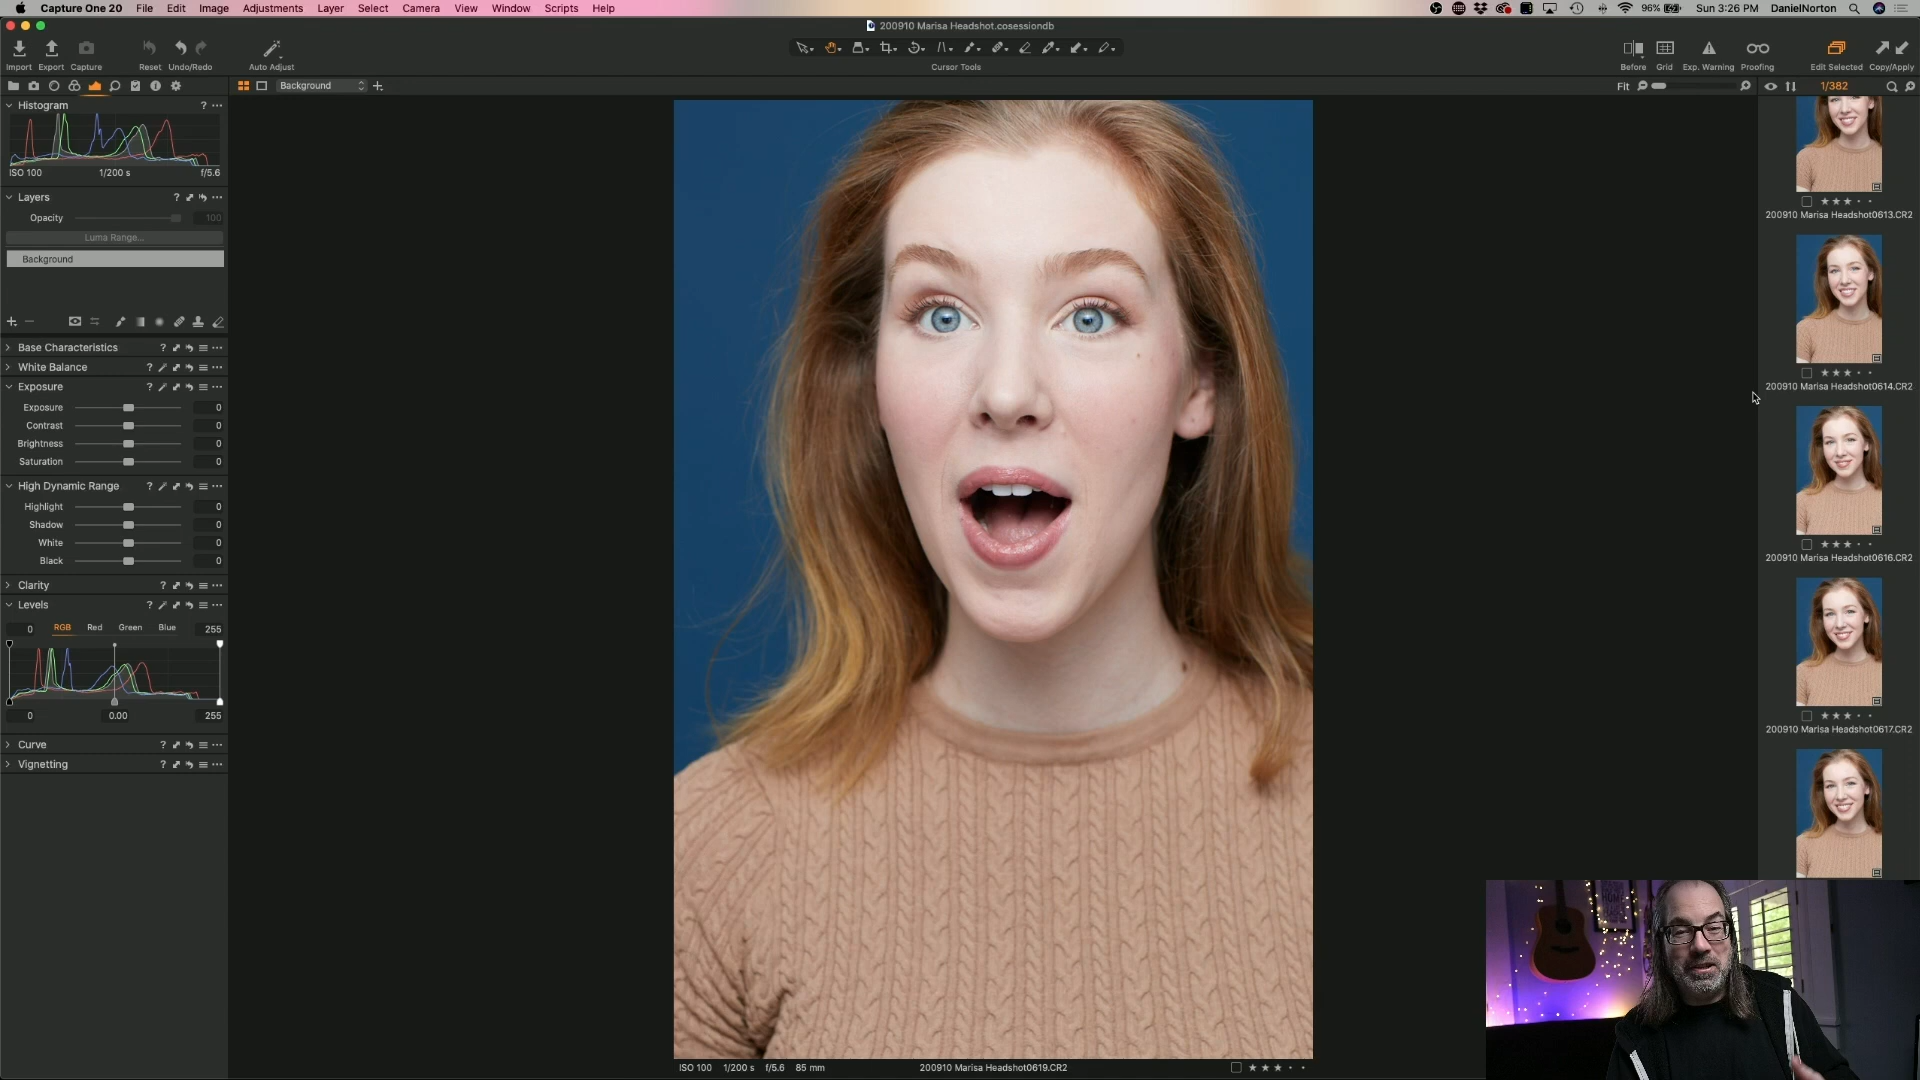 Capture One 20 File Edit Image Adjustments Layer Select Camera View Window Scripts Help
96% Sun 3:26 PM DanielNorton
200910 Marisa Headshot.cosessiondb
Import Export Capture Reset Undo/Redo Auto Adjust
Cursor Tools
Before Grid Exp. Warning Proofing Edit Selected Copy/Apply
Background
Fit
1/382
Histogram ? ...
ISO 100 1/200 s f/5.6
Layers ? ...
Opacity 100
Luma Range...
Background
Base Characteristics ? ...
White Balance ? ...
Exposure ? ...
Exposure 0
Contrast 0
Brightness 0
Saturation 0
High Dynamic Range ? ...
Highlight 0
Shadow 0
White 0
Black 0
Clarity ? ...
Levels ? ...
0 RGB Red Green Blue 255
0 0.00 255
Curve ? ...
Vignetting ? ...
200910 Marisa Headshot0613.CR2
200910 Marisa Headshot0614.CR2
200910 Marisa Headshot0616.CR2
200910 Marisa Headshot0617.CR2
ISO 100 1/200 s f/5.6 85 mm
200910 Marisa Headshot0619.CR2